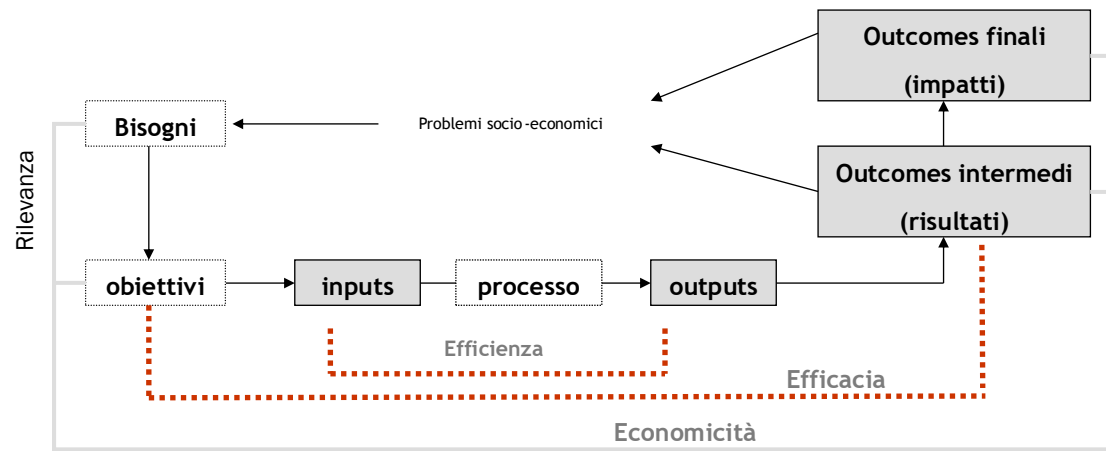 Outcomes finali
(impatti)
Bisogni
Problemi socio-economici
Outcomes intermedi
(risultati)
Rilevanza
obiettivi
inputs
processo
outputs
Efficienza
Efficacia
Economicità